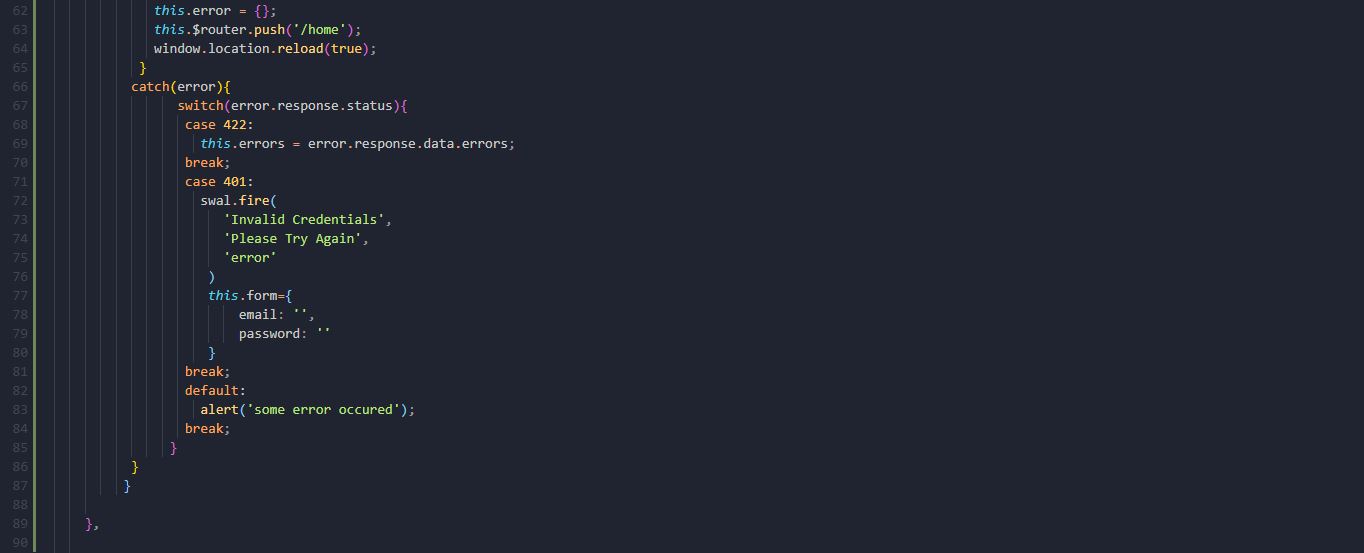 62 this.error = {};
63 this.$router.push('/home');
64 window.location.reload(true);
65 }
66 catch(error){
67 switch(error.response.status){
68 case 422:
69 this.errors = error.response.data.errors;
70 break;
71 case 401:
72 swal.fire(
73 'Invalid Credentials',
74 'Please Try Again',
75 'error'
76 )
77 this.form={
78 email: '',
79 password: ''
80 }
81 break;
82 default:
83 alert('some error occured');
84 break;
85 }
86 }
87 }
88
89 },
90